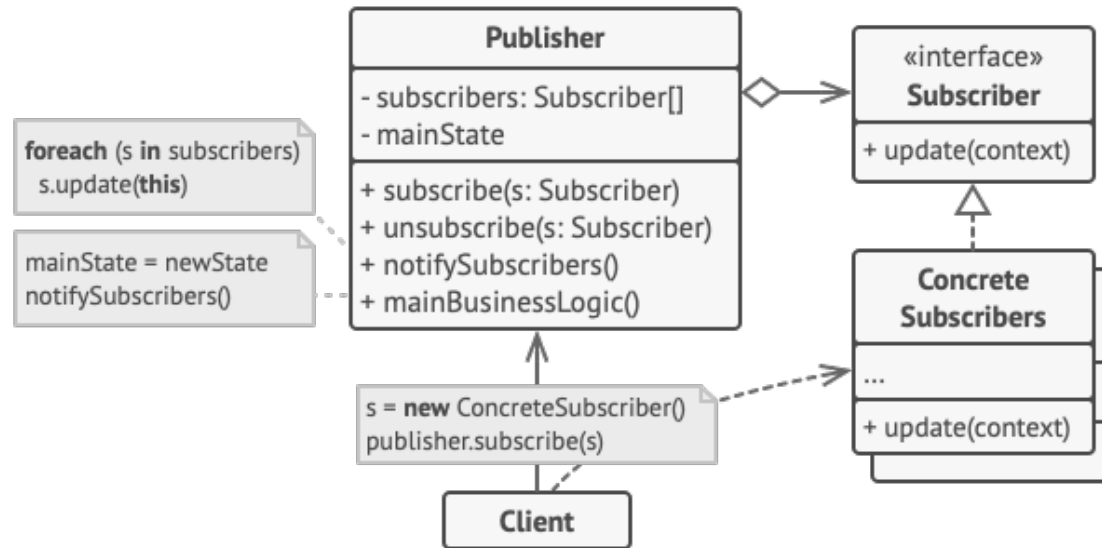 Publisher
- subscribers: Subscriber[]
- mainState
+ subscribe(s: Subscriber)
+ unsubscribe(s: Subscriber)
+ notifySubscribers()
+ mainBusinessLogic()
«interface»
Subscriber
+ update(context)
foreach (s in subscribers)
s.update(this)
mainState = newState
notifySubscribers()
Concrete
Subscribers
...
+ update(context)
s = new ConcreteSubscriber()
publisher.subscribe(s)
Client